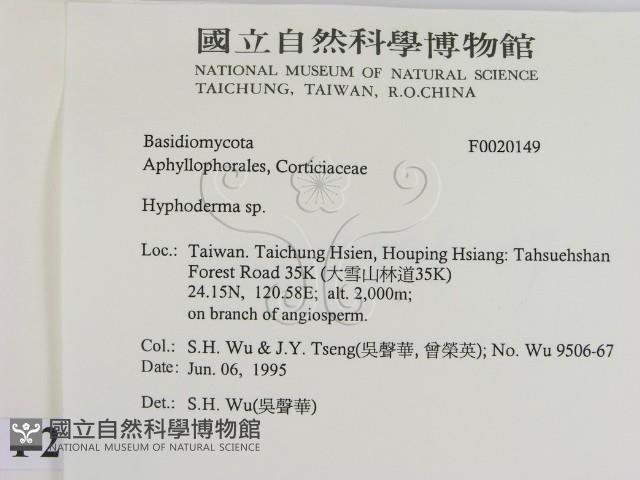 國立自然科學博物館
NATIONAL MUSEUM OF NATURAL SCIENCE
TAICHUNG, TAIWAN, R.O.CHINA
Basidiomycota F0020149
Aphyllophorales, Corticiaceae
Hyphoderma sp.
Loc.: Taiwan. Taichung Hsien, Houping Hsiang: Tahsuehshan
Forest Road 35K (大雪山林道35K)
24.15N, 120.58E; alt. 2,000m;
on branch of angiosperm.
Col.: S.H. Wu & J.Y. Tseng(吳聲華, 曾榮英); No. Wu 9506-67
Date: Jun. 06, 1995
Det.: S.H. Wu(吳聲華)
國立自然科學博物館
NATIONAL MUSEUM OF NATURAL SCIENCE